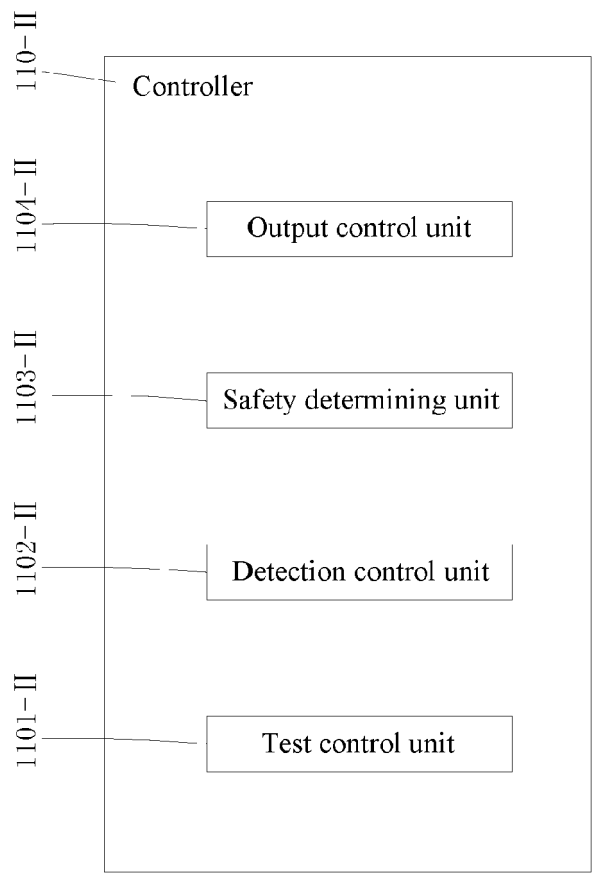 110-II
Controller
1104-II
Output control unit
1103-II
Safety determining unit
1102-II
Detection control unit
1101-II
Test control unit